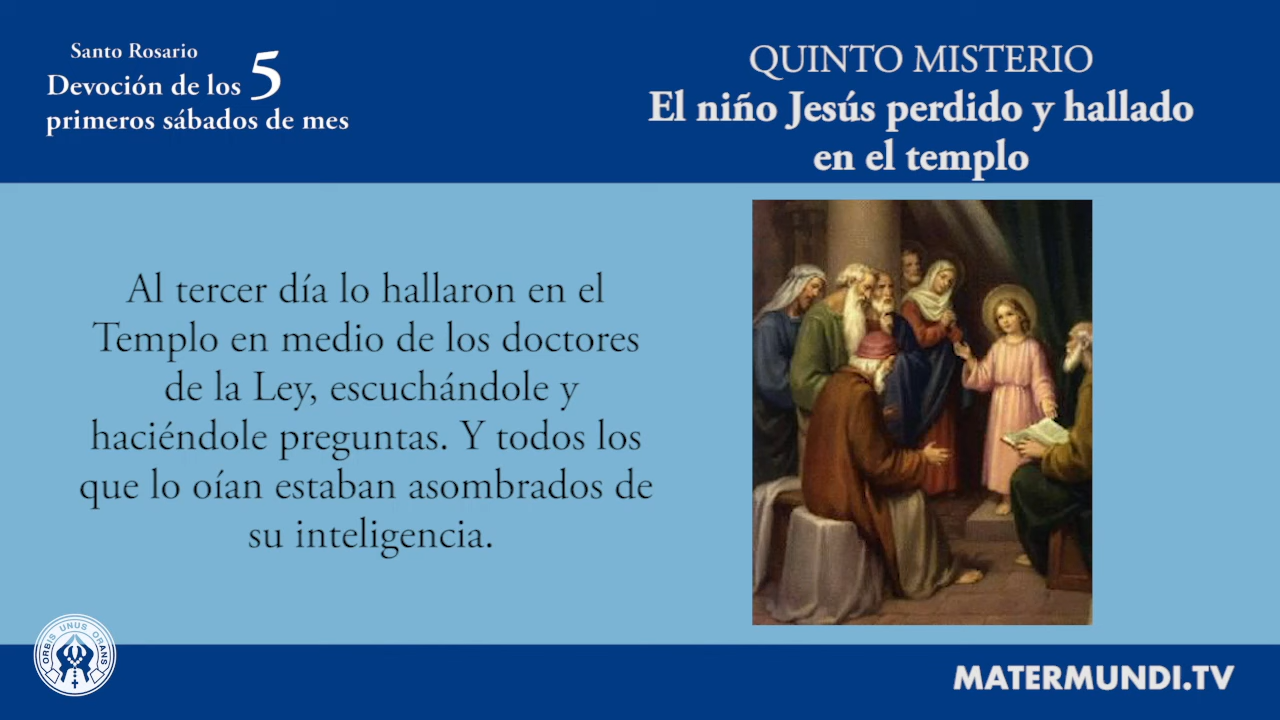 Santo Rosario
Devoción de los 5
primeros sábados de mes
QUINTO MISTERIO
El niño Jesús perdido y hallado
en el templo
Al tercer día lo hallaron en el
Templo en medio de los doctores
de la Ley, escuchándole y
haciéndole preguntas. Y todos los
que lo oían estaban asombrados de
su inteligencia.
ORBIS UNUS ORANS
MATERMUNDI.TV